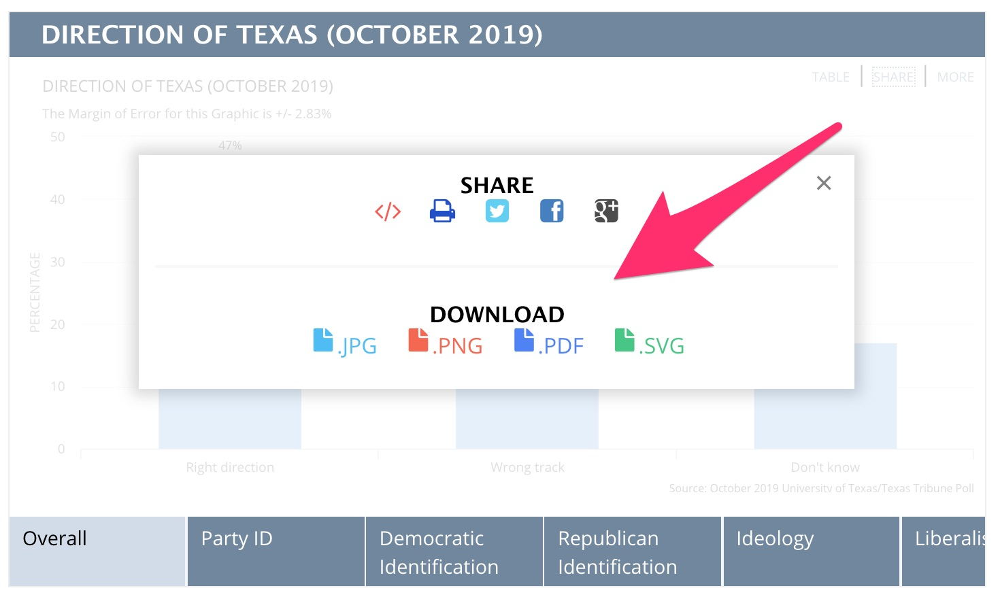 DIRECTION OF TEXAS (OCTOBER 2019)
DIRECTION OF TEXAS (OCTOBER 2019)
TABLE | SHARE | MORE
The Margin of Error for this Graphic is +/- 2.83%
50
47%
40
30
20
10
0
PERCENTAGE
SHARE
DOWNLOAD
.JPG .PNG .PDF .SVG
Right direction Wrong track Don't know
Source: October 2019 University of Texas/Texas Tribune Poll
Overall
Party ID
Democratic
Identification
Republican
Identification
Ideology
Liberalis